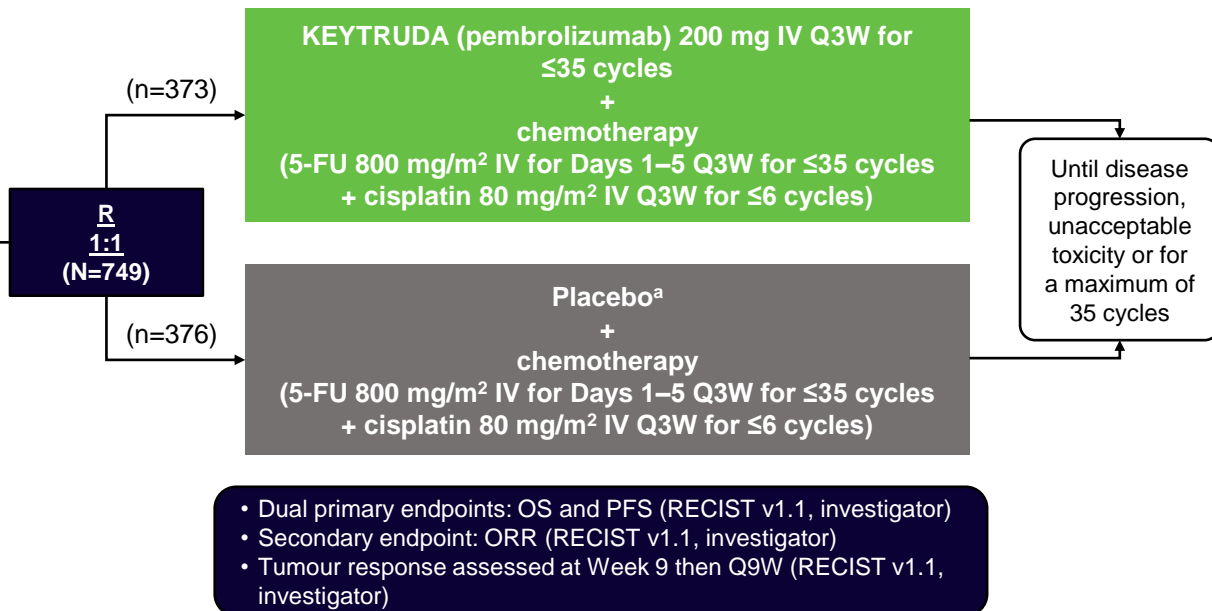 KEYTRUDA (pembrolizumab) 200 mg IV Q3W for
≤35 cycles
+
chemotherapy
(5-FU 800 mg/m² IV for Days 1–5 Q3W for ≤35 cycles
+ cisplatin 80 mg/m² IV Q3W for ≤6 cycles)
(n=373)
R
1:1
(N=749)
(n=376)
Placeboᵃ
+
chemotherapy
(5-FU 800 mg/m² IV for Days 1–5 Q3W for ≤35 cycles
+ cisplatin 80 mg/m² IV Q3W for ≤6 cycles)
Until disease
progression,
unacceptable
toxicity or for
a maximum of
35 cycles
• Dual primary endpoints: OS and PFS (RECIST v1.1, investigator)
• Secondary endpoint: ORR (RECIST v1.1, investigator)
• Tumour response assessed at Week 9 then Q9W (RECIST v1.1,
investigator)